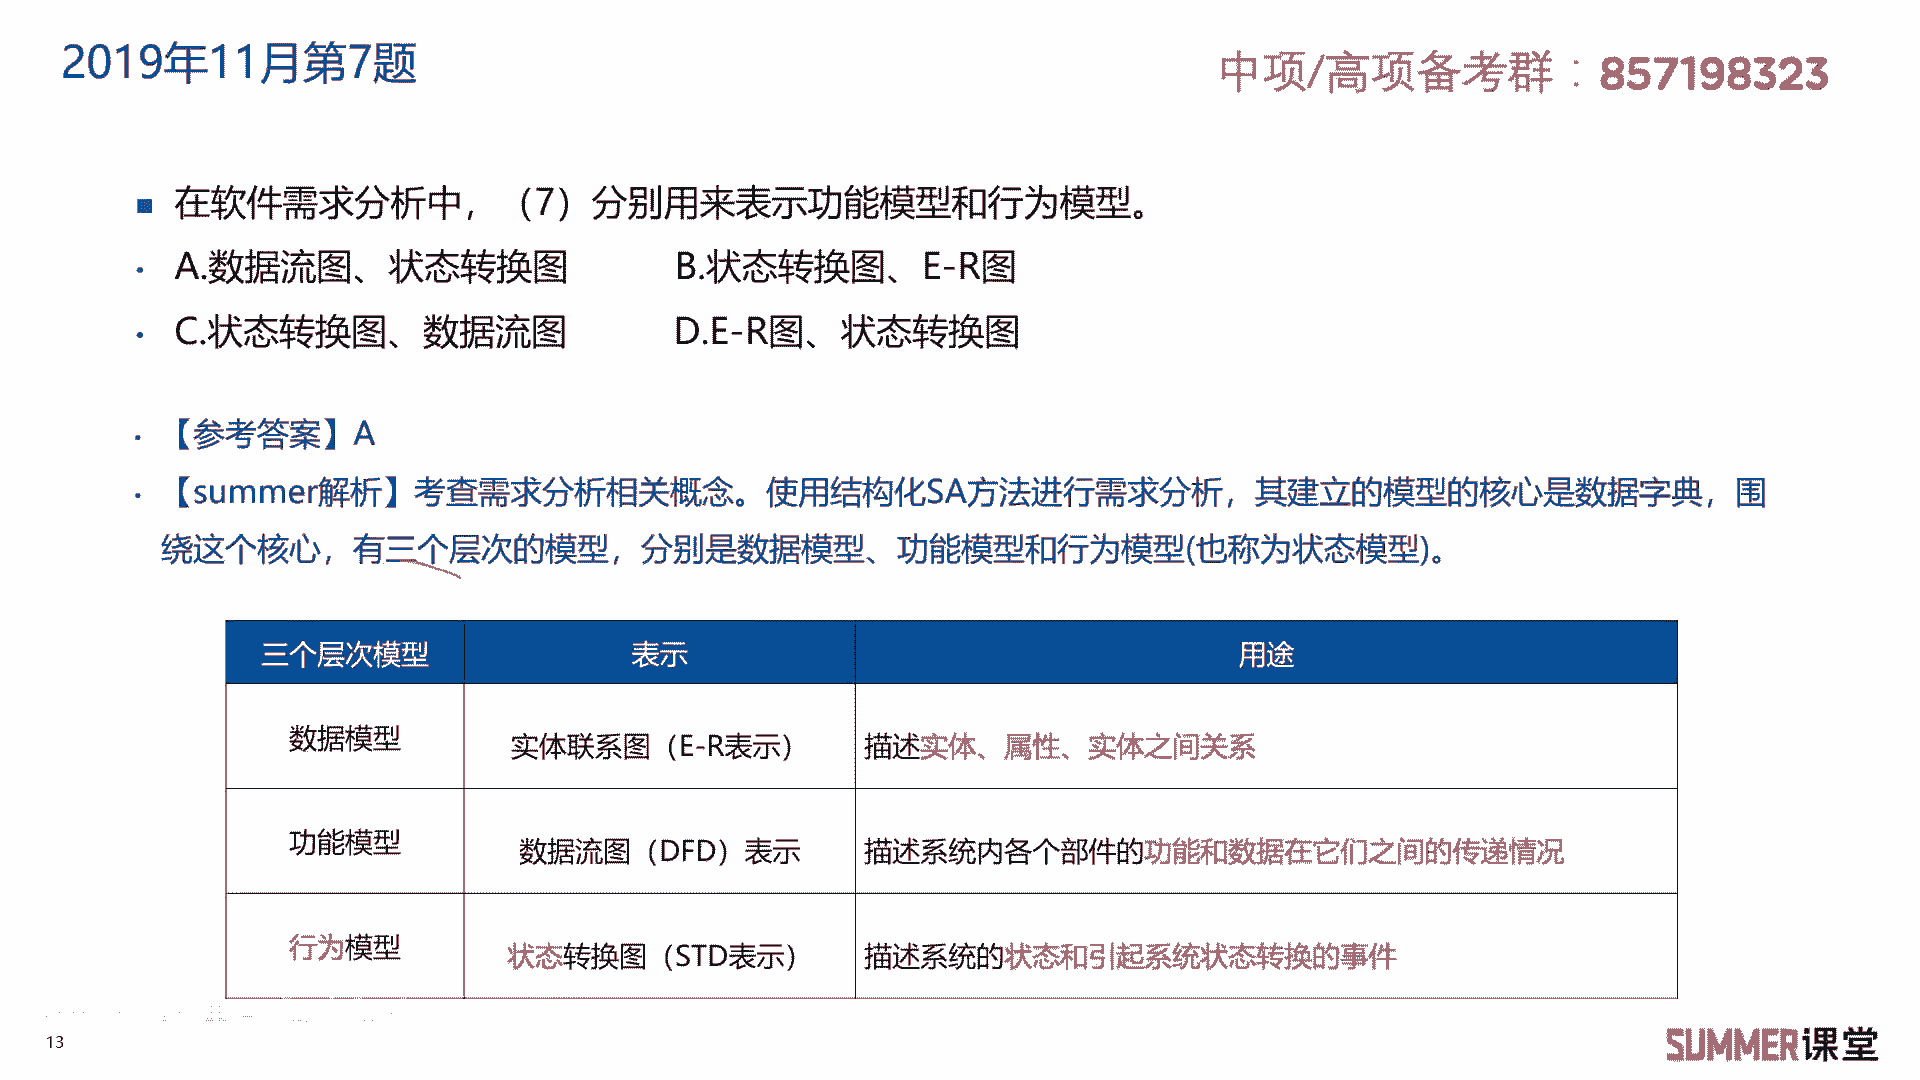 2019年11月第7题
中项/高项备考群：857198323
在软件需求分析中，（7）分别用来表示功能模型和行为模型。
A.数据流图、状态转换图 B.状态转换图、E-R图
C.状态转换图、数据流图 D.E-R图、状态转换图
【参考答案】A
【summer解析】考查需求分析相关概念。使用结构化SA方法进行需求分析，其建立的模型的核心是数据字典，围
绕这个核心，有三个层次的模型，分别是数据模型、功能模型和行为模型(也称为状态模型)。
三个层次模型 表示 用途
数据模型 实体联系图（E-R表示） 描述实体、属性、实体之间关系
功能模型 数据流图（DFD）表示 描述系统内各个部件的功能和数据在它们之间的传递情况
行为模型 状态转换图（STD表示） 描述系统的状态和引起系统状态转换的事件
13
SUMMER课堂